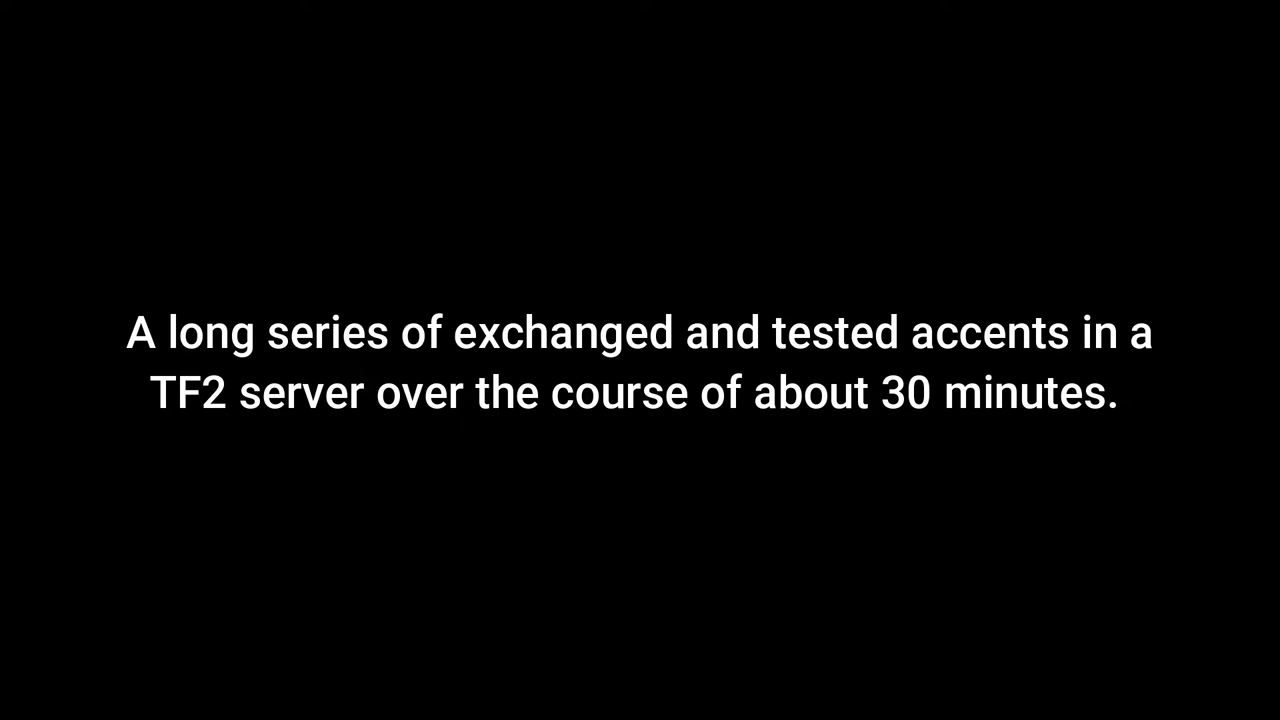 A long series of exchanged and tested accents in a
TF2 server over the course of about 30 minutes.